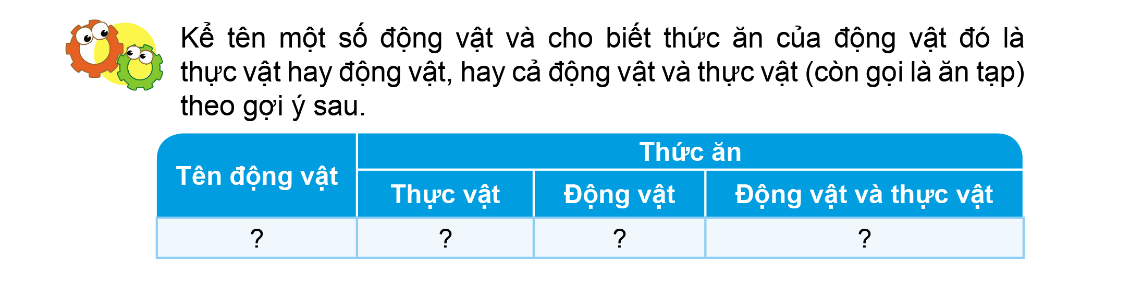 Kể tên một số động vật và cho biết thức ăn của động vật đó là
thực vật hay động vật, hay cả động vật và thực vật (còn gọi là ăn tạp)
theo gợi ý sau.
Tên động vật
Thức ăn
Thực vật
Động vật
Động vật và thực vật
?
?
?
?